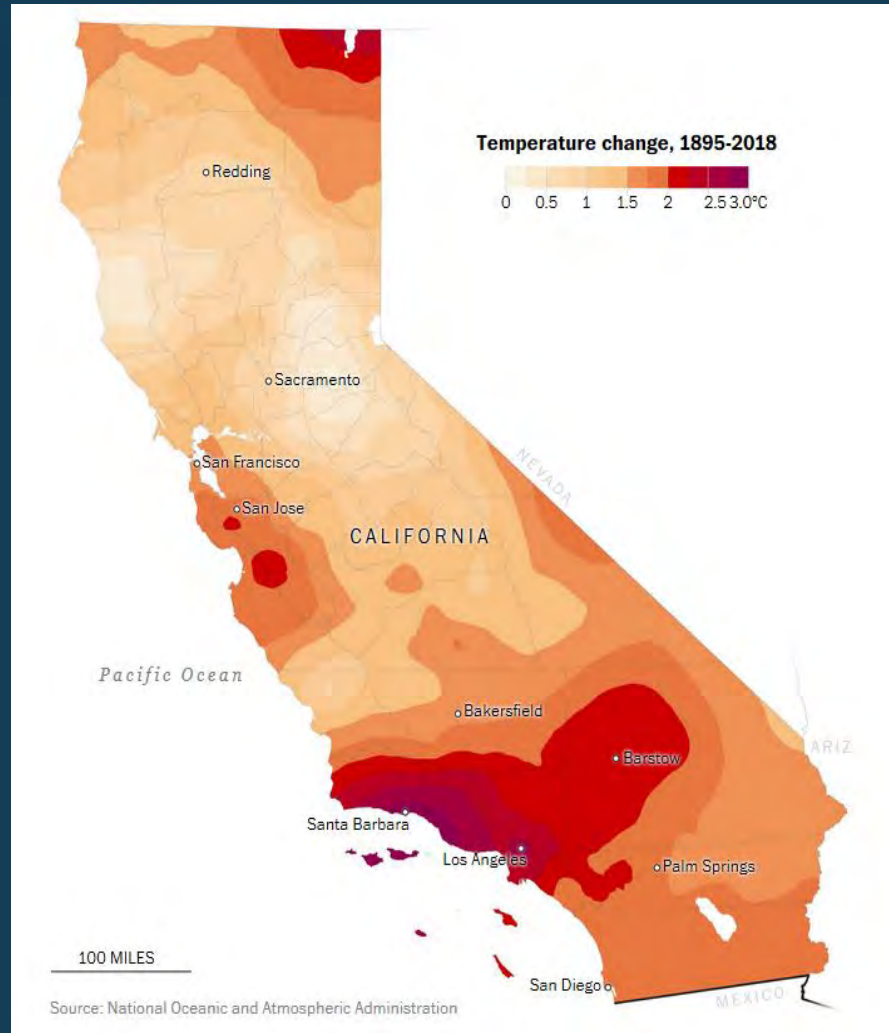 Temperature change, 1895-2018
0 0.5 1 1.5 2 2.5 3.0°C
Redding
Sacramento
San Francisco
NEVADA
San Jose
CALIFORNIA
Pacific Ocean
Bakersfield
ARIZ
Barstow
Santa Barbara
Los Angeles
Palm Springs
100 MILES
San Diego
MEXICO
Source: National Oceanic and Atmospheric Administration